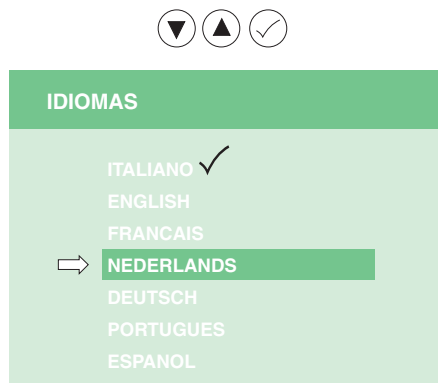 IDIOMAS
ITALIANO
ENGLISH
FRANCAIS
NEDERLANDS
DEUTSCH
PORTUGUES
ESPANOL